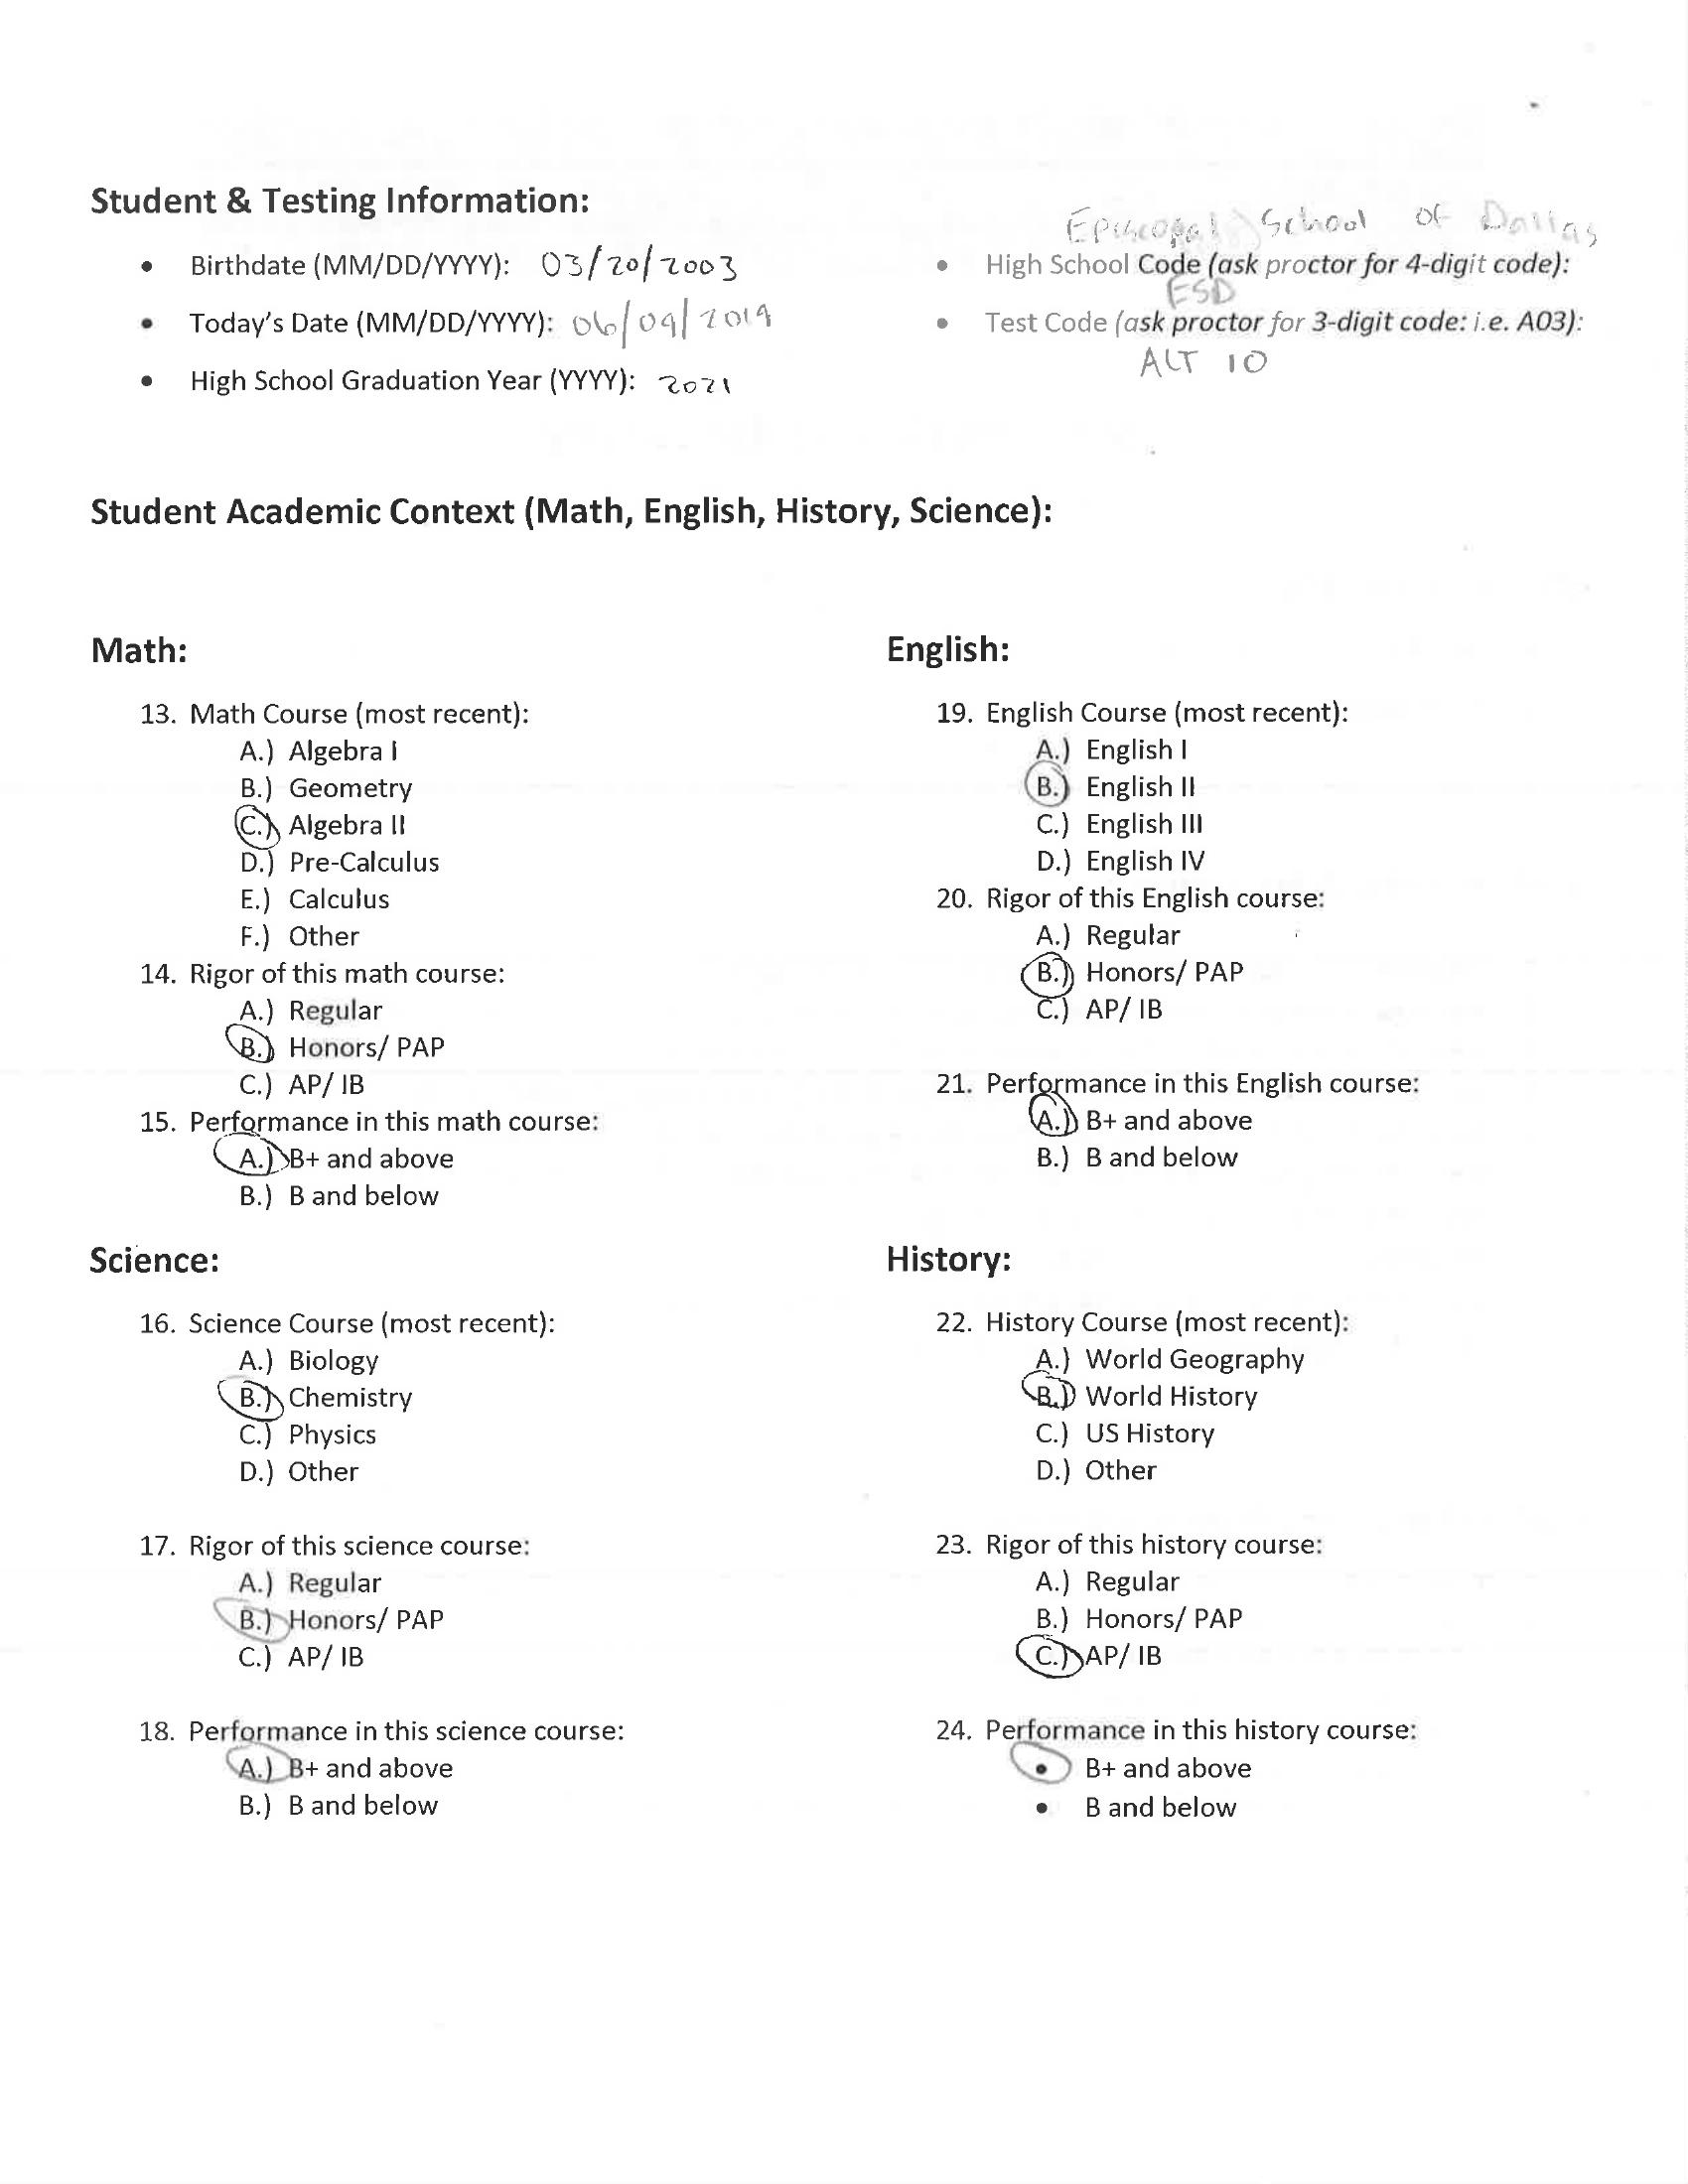 Student & Testing Information:
Episcopal School of Dallas
• Birthdate (MM/DD/YYYY): 03/20/2003
• High School Code (ask proctor for 4-digit code):
ESD
• Today's Date (MM/DD/YYYY): 06/09/2019
• Test Code (ask proctor for 3-digit code: i.e. A03):
ALT 10
• High School Graduation Year (YYYY): 2021
Student Academic Context (Math, English, History, Science):
Math:
13. Math Course (most recent):
A.) Algebra I
B.) Geometry
C.) Algebra II
D.) Pre-Calculus
E.) Calculus
F.) Other
14. Rigor of this math course:
A.) Regular
B.) Honors/ PAP
C.) AP/ IB
15. Performance in this math course:
A.) B+ and above
B.) B and below
English:
19. English Course (most recent):
A.) English I
B.) English II
C.) English III
D.) English IV
20. Rigor of this English course:
A.) Regular
B.) Honors/ PAP
C.) AP/ IB
21. Performance in this English course:
A.) B+ and above
B.) B and below
Science:
16. Science Course (most recent):
A.) Biology
B.) Chemistry
C.) Physics
D.) Other
17. Rigor of this science course:
A.) Regular
B.) Honors/ PAP
C.) AP/ IB
18. Performance in this science course:
A.) B+ and above
B.) B and below
History:
22. History Course (most recent):
A.) World Geography
B.) World History
C.) US History
D.) Other
23. Rigor of this history course:
A.) Regular
B.) Honors/ PAP
C.) AP/ IB
24. Performance in this history course:
• B+ and above
• B and below